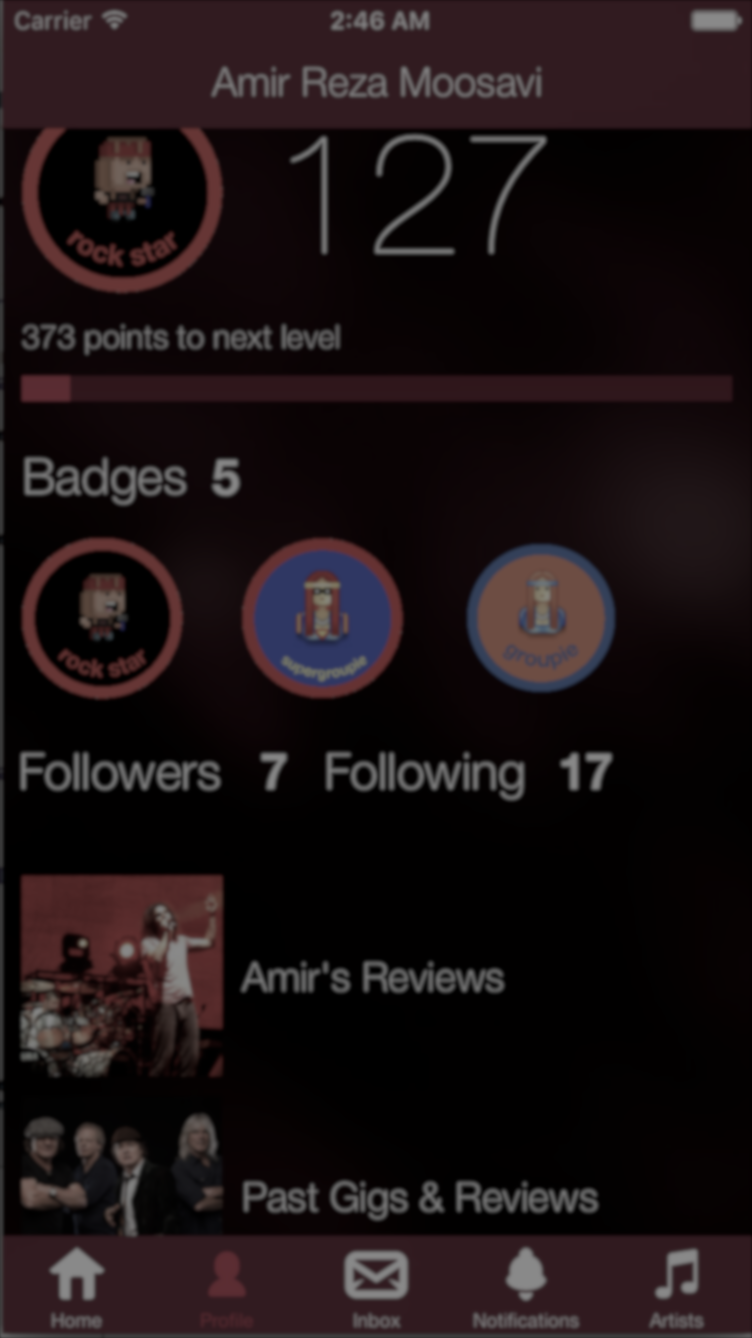 Carrier 2:46 AM
Amir Reza Moosavi
127
rock star
373 points to next level
Badges 5
rock star supergroupie groupie
Followers 7 Following 17
Amir's Reviews
Past Gigs & Reviews
Home Profile Inbox Notifications Artists